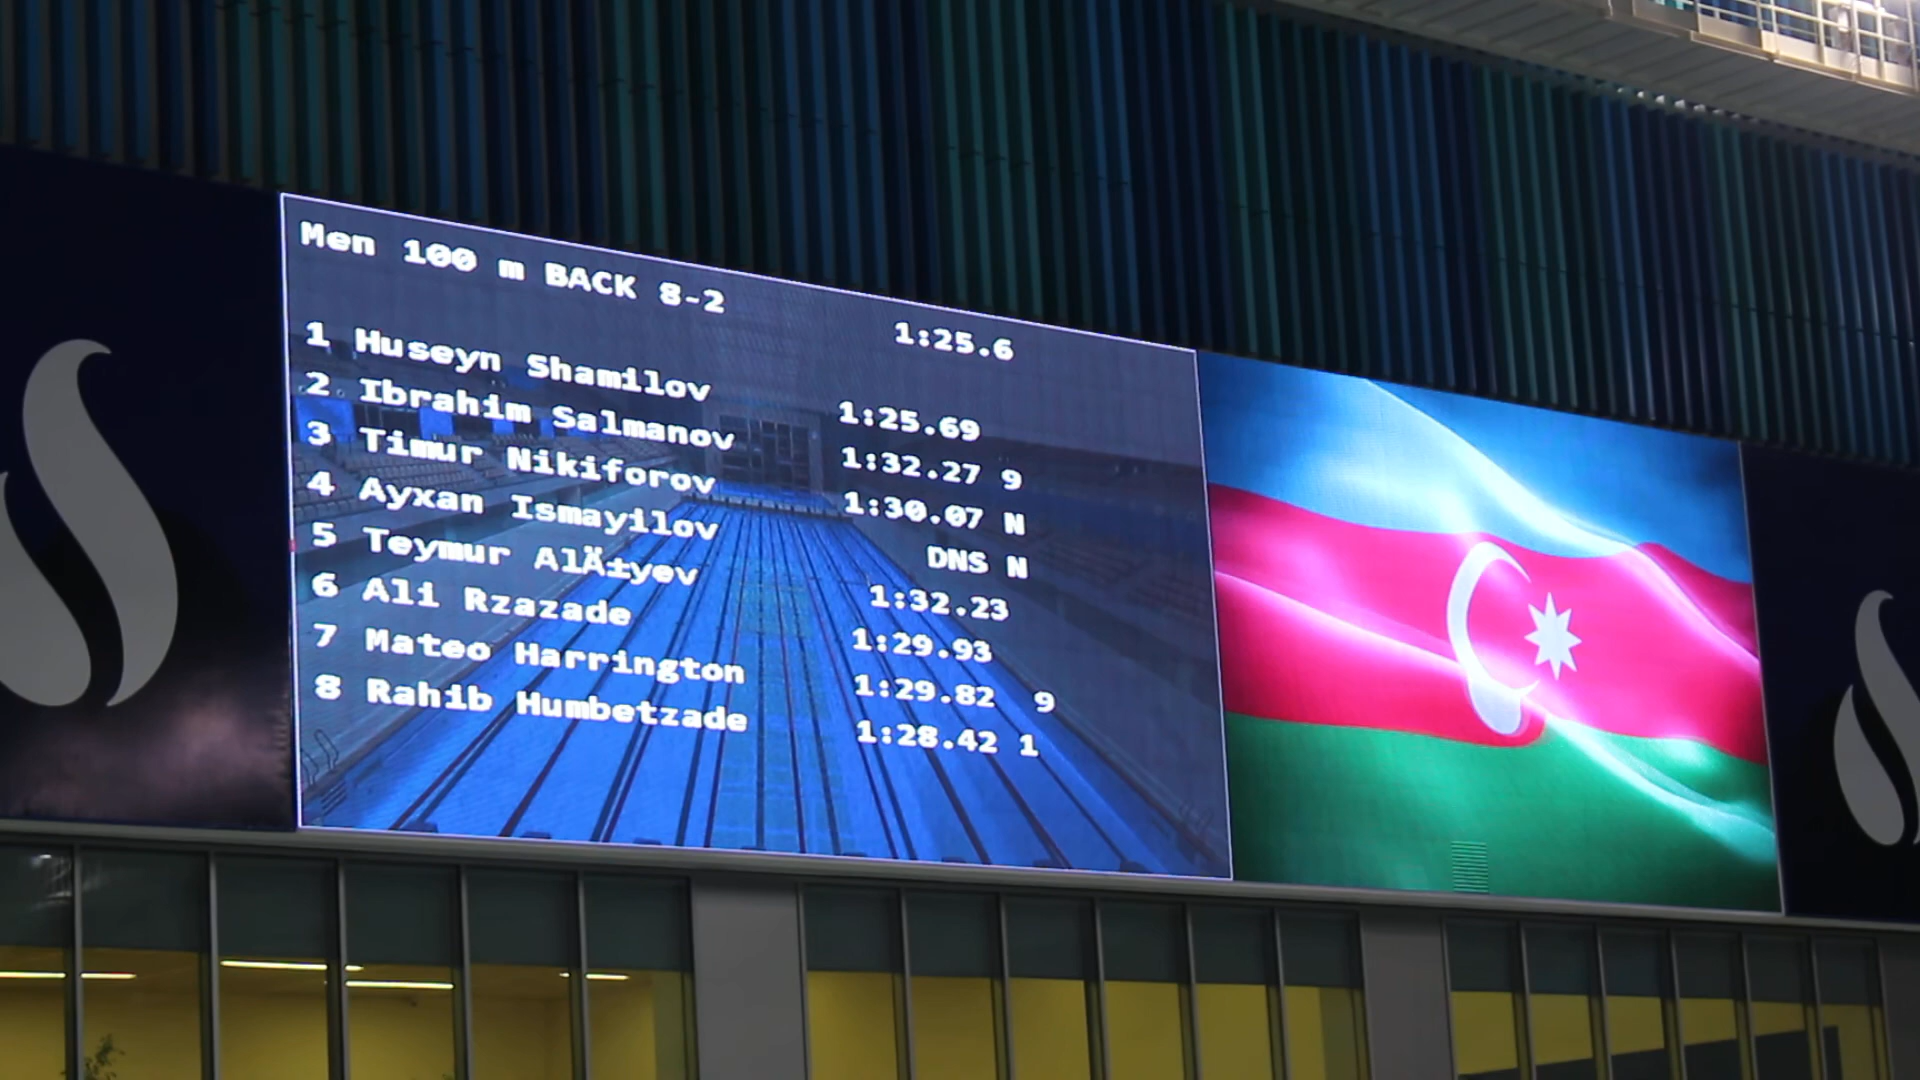 Men 100 m BACK 8-2 1:25.6
1 Huseyn Shamilov 1:25.69
2 Ibrahim Salmanov 1:32.27 9
3 Timur Nikiforov 1:30.07 N
4 Ayxan Ismayilov DNS N
5 Teymur AlÄ±yev 1:32.23
6 Ali Rzazade 1:29.93
7 Mateo Harrington 1:29.82 9
8 Rahib Humbetzade 1:28.42 1